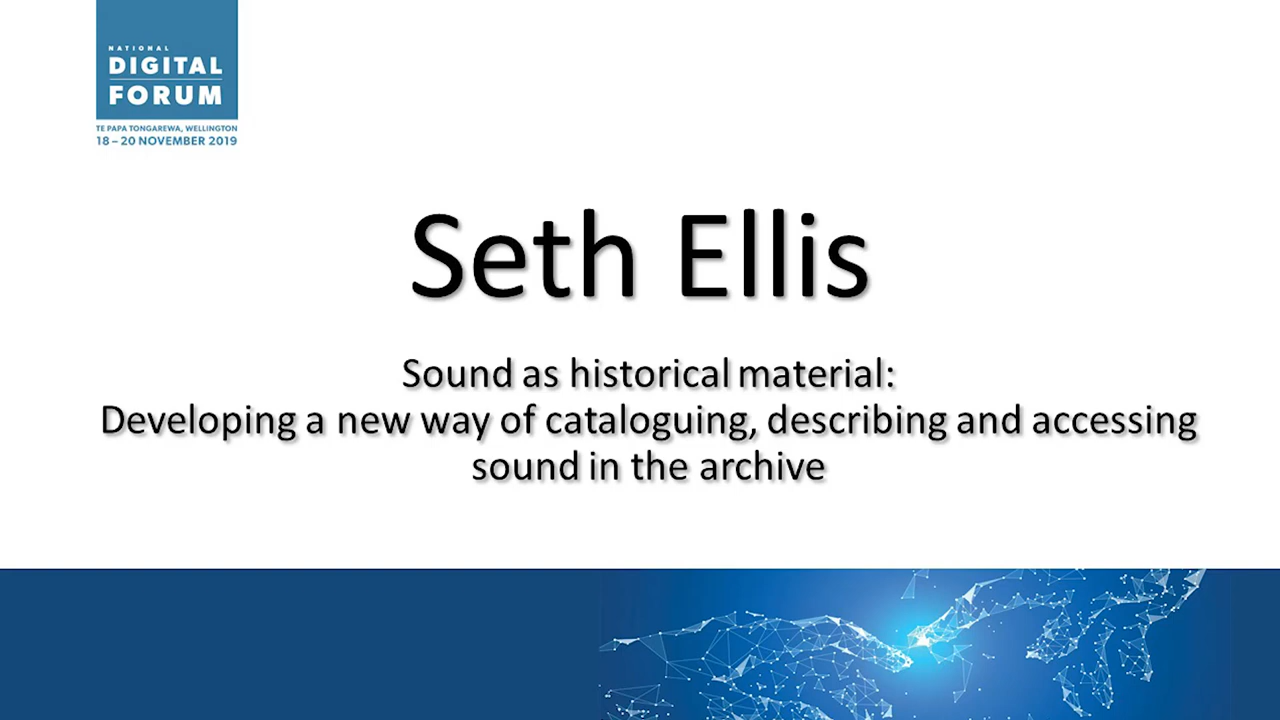 NATIONAL
DIGITAL
FORUM
TE PAPA TONGAREWA, WELLINGTON
18 – 20 NOVEMBER 2019
Seth Ellis
Sound as historical material:
Developing a new way of cataloguing, describing and accessing
sound in the archive